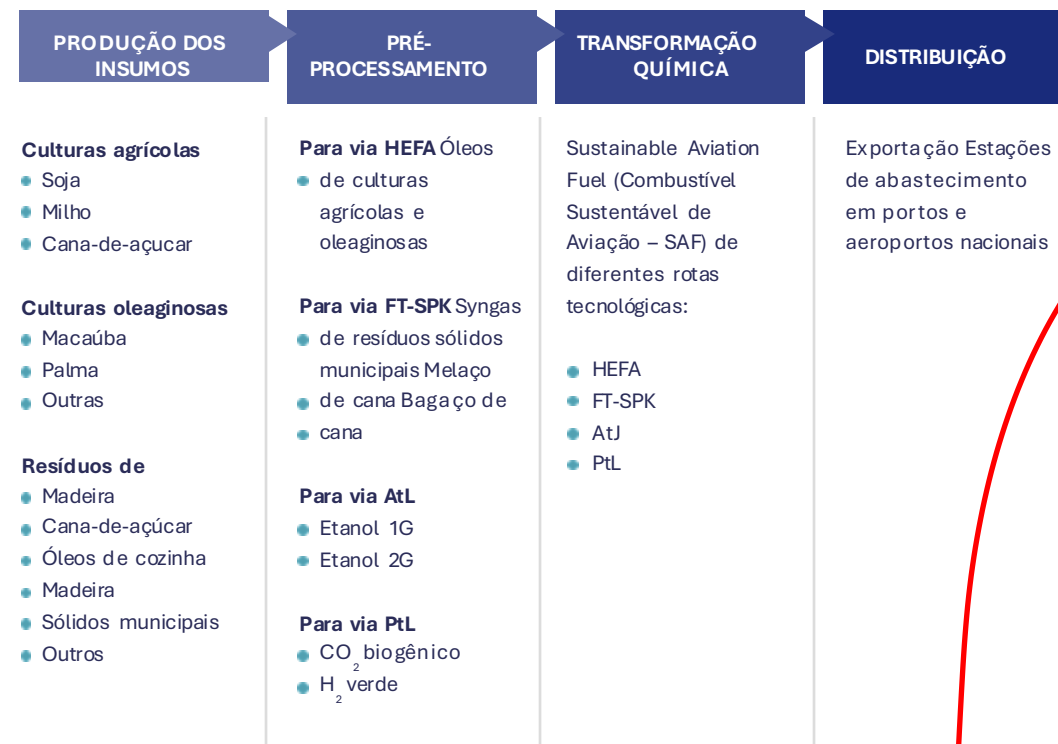 PRODUÇÃO DOS
INSUMOS
PRÉ-
PROCESSAMENTO
TRANSFORMAÇÃO
QUÍMICA
DISTRIBUIÇÃO
Culturas agrícolas
Soja
Milho
Cana-de-açucar
Culturas oleaginosas
Macaúba
Palma
Outras
Resíduos de
Madeira
Cana-de-açúcar
Óleos de cozinha
Madeira
Sólidos municipais
Outros
Para via HEFA Óleos
de culturas
agrícolas e
oleaginosas
Para via FT-SPK Syngas
de resíduos sólidos
municipais Melaço
de cana Bagaço de
cana
Para via AtL
Etanol 1G
Etanol 2G
Para via PtL
CO2 biogênico
H2 verde
Sustainable Aviation
Fuel (Combustível
Sustentável de
Aviação – SAF) de
diferentes rotas
tecnológicas:
HEFA
FT-SPK
AtJ
PtL
Exportação Estações
de abastecimento
em portos e
aeroportos nacionais